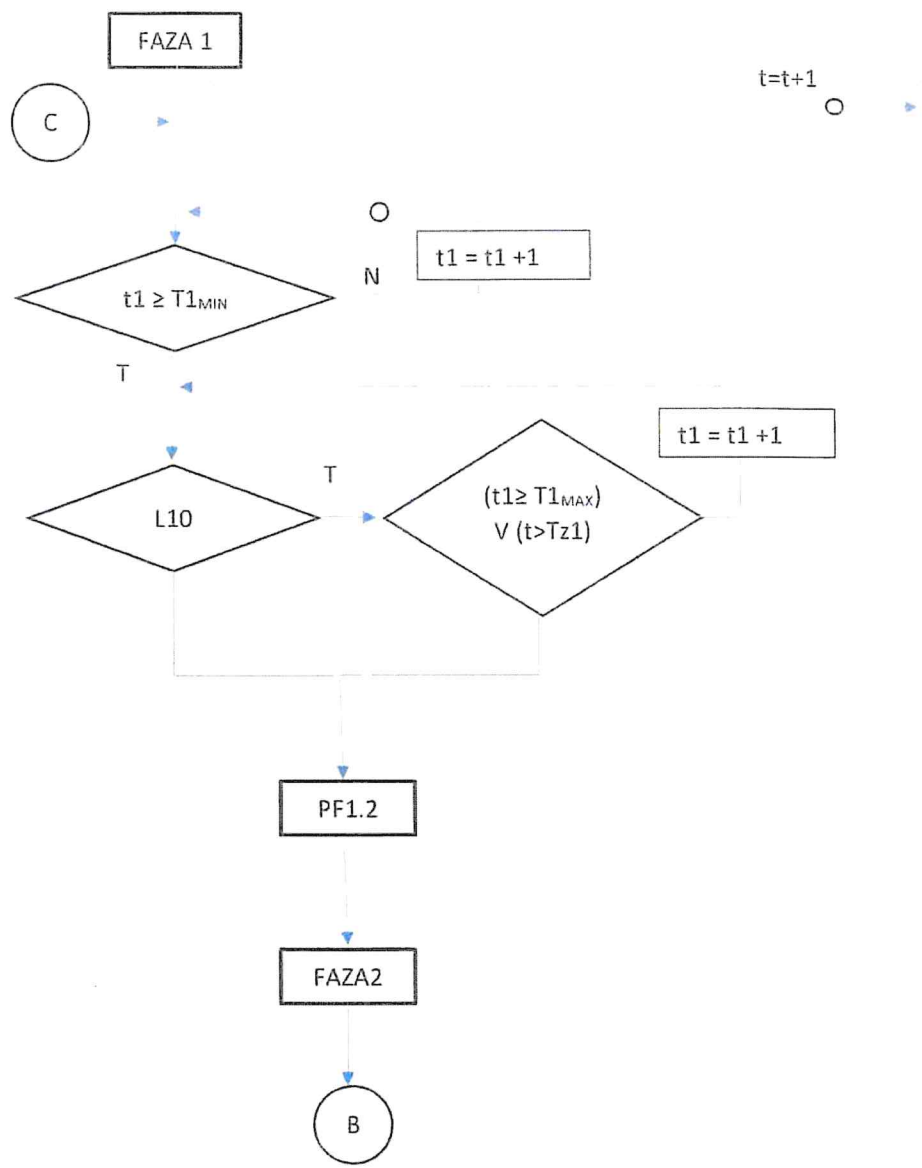 FAZA 1
t=t+1
C
t1 = t1 +1
N
t1 ≥ T1MIN
T
t1 = t1 +1
T
(t1≥ T1MAX)
V (t>Tz1)
L10
PF1.2
FAZA2
B